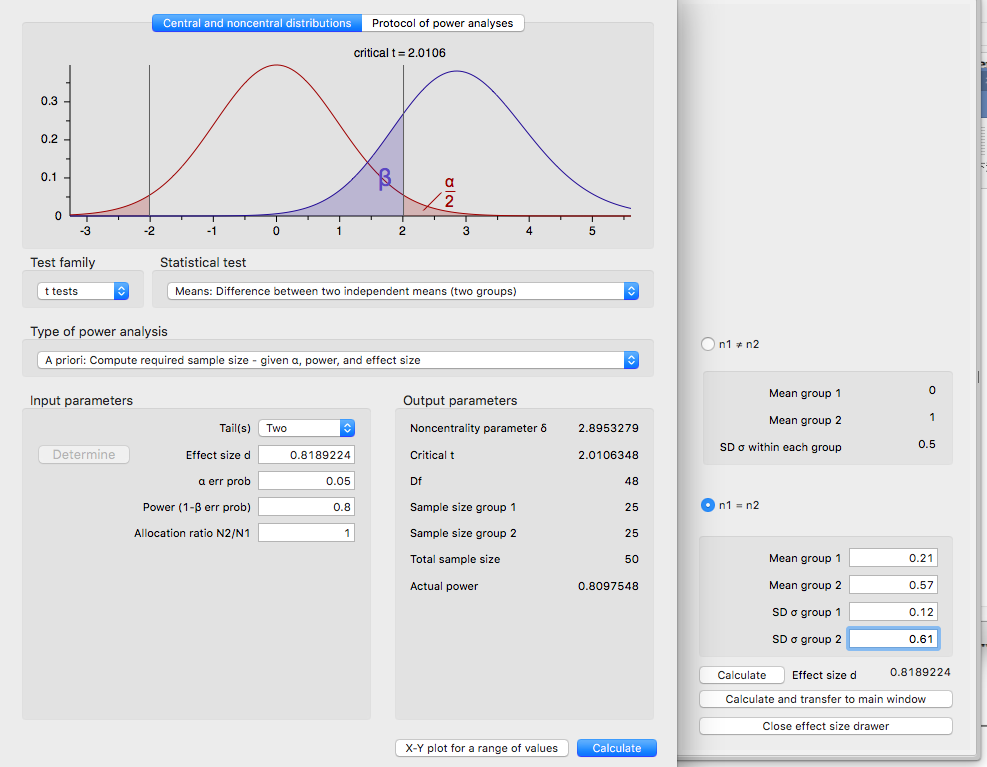 Central and noncentral distributions Protocol of power analyses
critical t = 2.0106
0.3
0.2
0.1
0
β
α
2
-3 -2 -1 0 1 2 3 4 5
Test family Statistical test
t tests Means: Difference between two independent means (two groups)
Type of power analysis
A priori: Compute required sample size - given α, power, and effect size
Input parameters
Tail(s) Two
Determine Effect size d 0.8189224
α err prob 0.05
Power (1-β err prob) 0.8
Allocation ratio N2/N1 1
Output parameters
Noncentrality parameter δ 2.8953279
Critical t 2.0106348
Df 48
Sample size group 1 25
Sample size group 2 25
Total sample size 50
Actual power 0.8097548
X-Y plot for a range of values Calculate
n1 ≠ n2
Mean group 1 0
Mean group 2 1
SD σ within each group 0.5
n1 = n2
Mean group 1 0.21
Mean group 2 0.57
SD σ group 1 0.12
SD σ group 2 0.61
Calculate Effect size d 0.8189224
Calculate and transfer to main window
Close effect size drawer